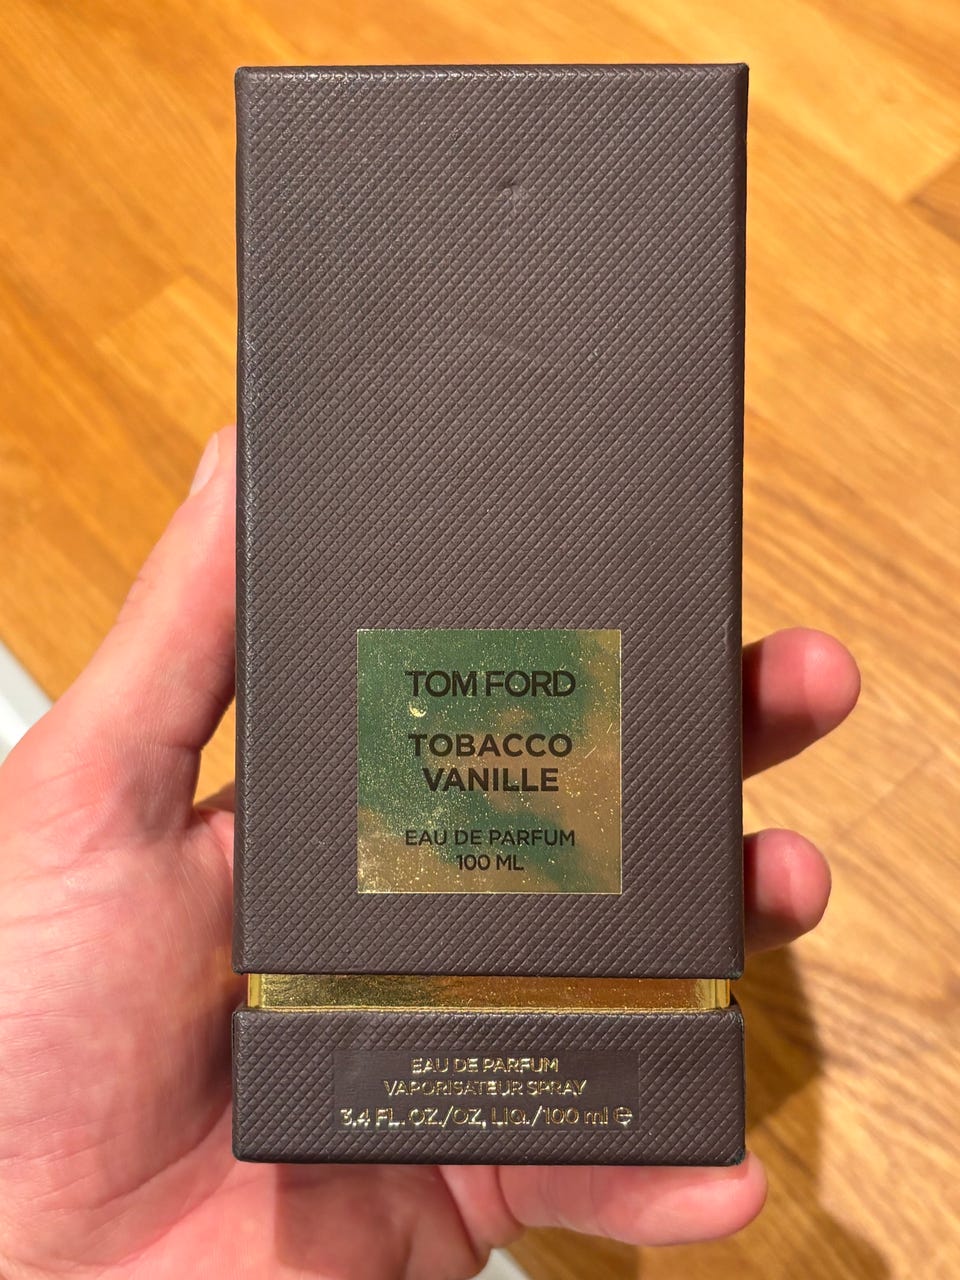 TOM FORD
TOBACCO
VANILLE
EAU DE PARFUM
100 ML
EAU DE PARFUM
VAPORISATEUR SPRAY
3.4 FL. OZ./OZ, LIQ./100 ml ℮